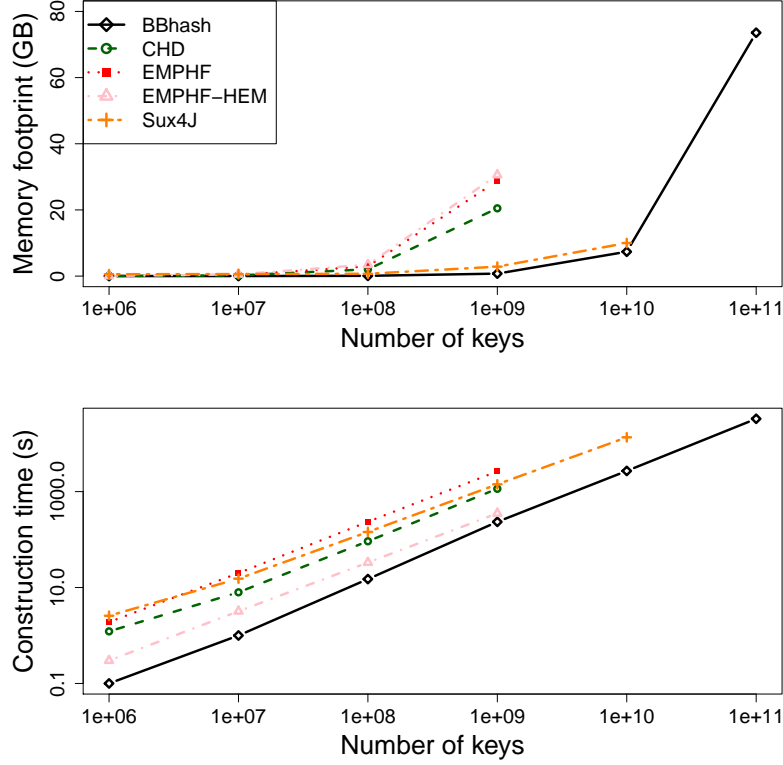 BBhash
CHD
EMPHF
EMPHF−HEM
Sux4J
Memory footprint (GB)
80
60
40
20
0
1e+06 1e+07 1e+08 1e+09 1e+10 1e+11
Number of keys
Construction time (s)
1000.0
10.0
0.1
1e+06 1e+07 1e+08 1e+09 1e+10 1e+11
Number of keys